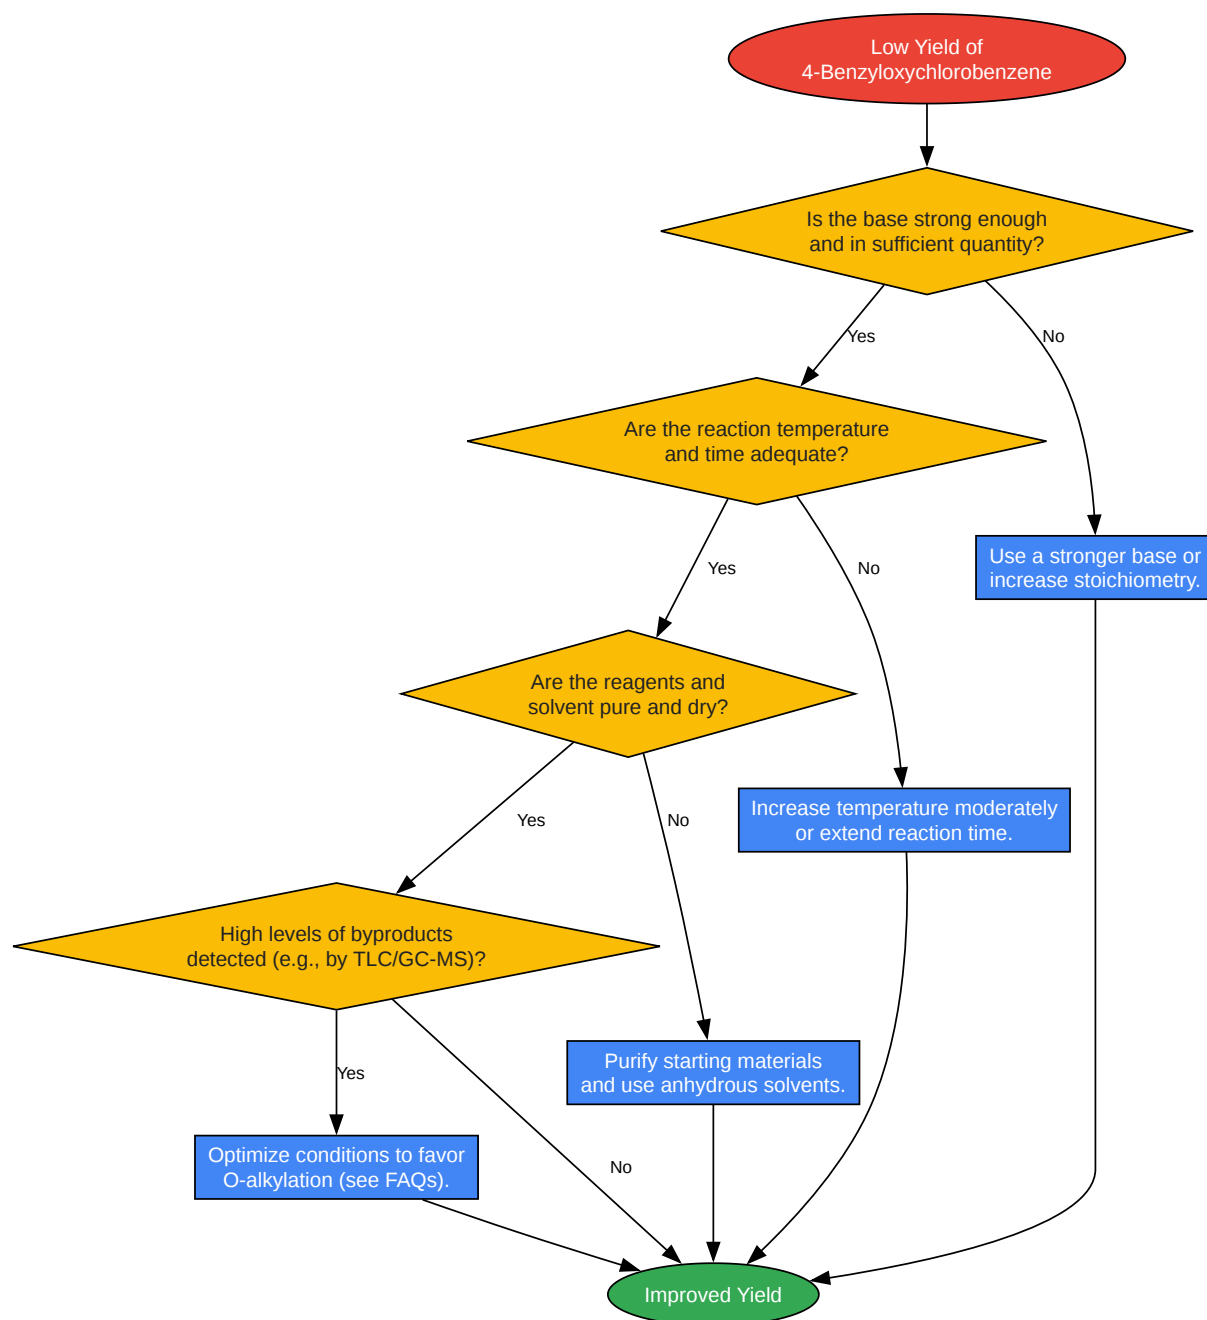 Low Yield of
4-Benzyloxychlorobenzene
Is the base strong enough
and in sufficient quantity?
Yes
No
Are the reaction temperature
and time adequate?
Yes
No
Use a stronger base or
increase stoichiometry.
Are the reagents and
solvent pure and dry?
Yes
No
Increase temperature moderately
or extend reaction time.
High levels of byproducts
detected (e.g., by TLC/GC-MS)?
Yes
No
Purify starting materials
and use anhydrous solvents.
Optimize conditions to favor
O-alkylation (see FAQs).
Improved Yield